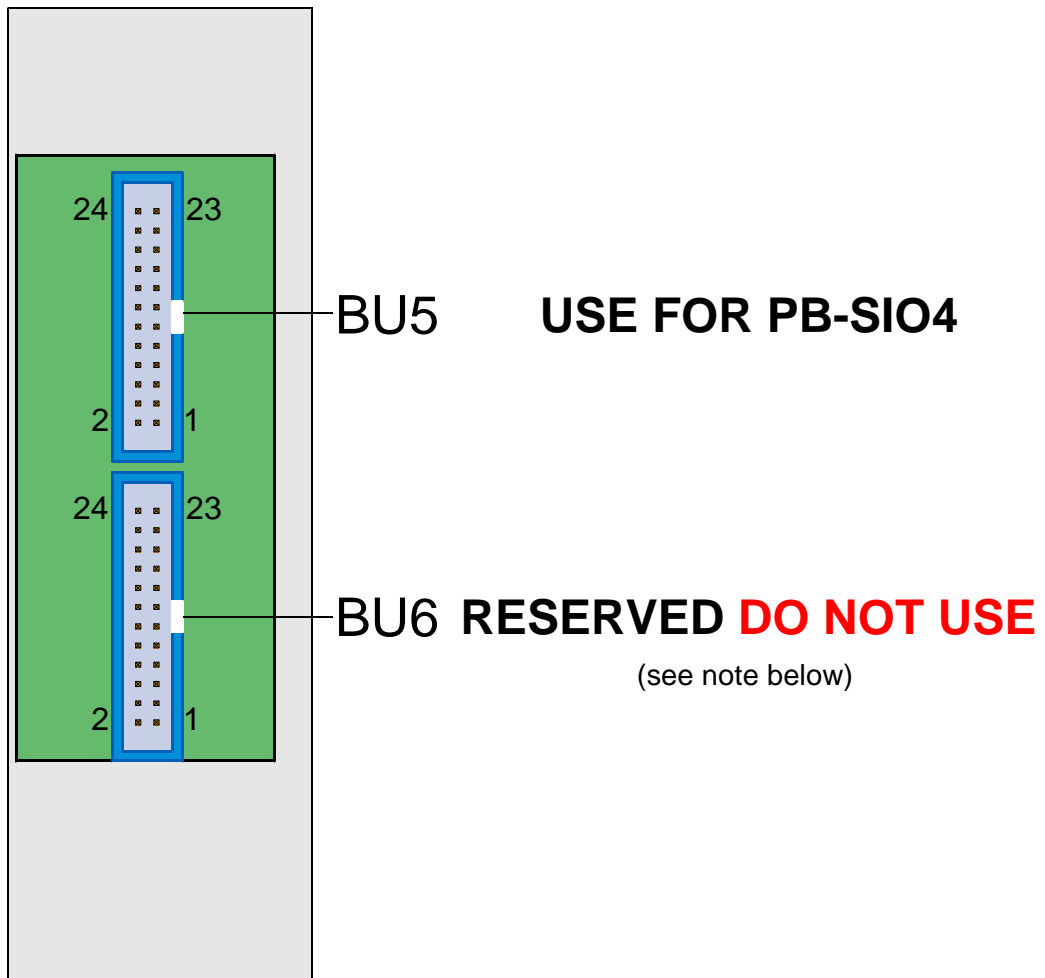 24 23
BU5 USE FOR PB-SIO4
2 1
24 23
BU6 RESERVED DO NOT USE
(see note below)
2 1